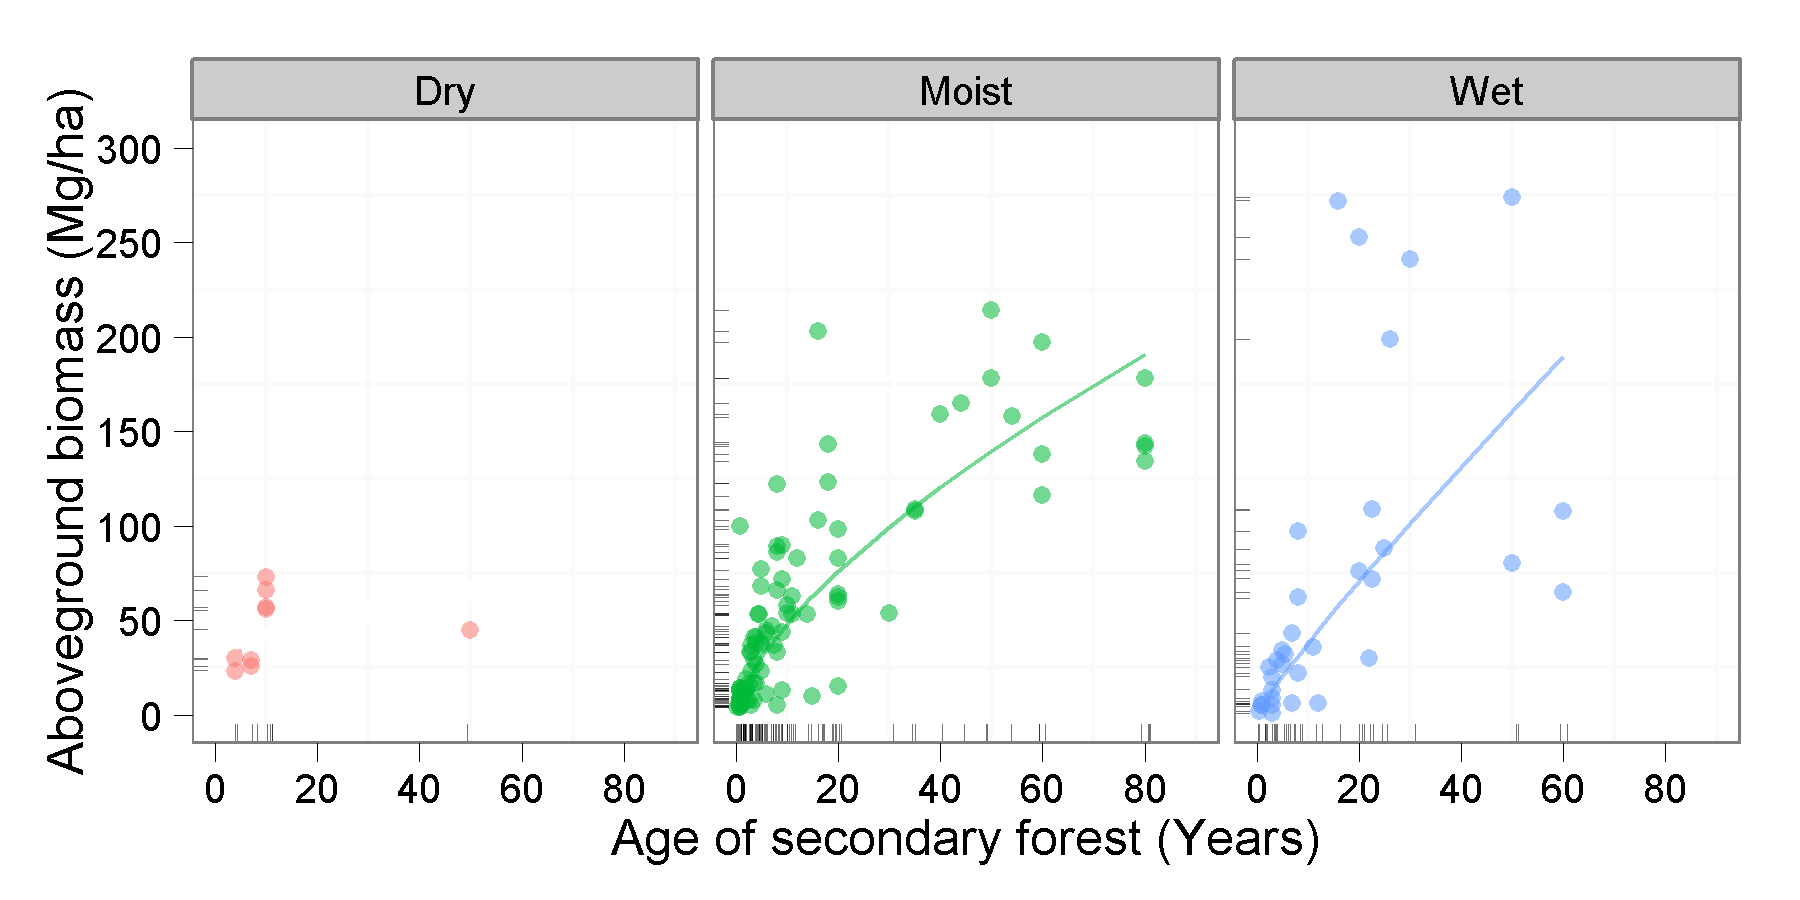 Dry Moist Wet
Aboveground biomass (Mg/ha)
300
250
200
150
100
50
0
0 20 40 60 80 0 20 40 60 80 0 20 40 60 80
Age of secondary forest (Years)